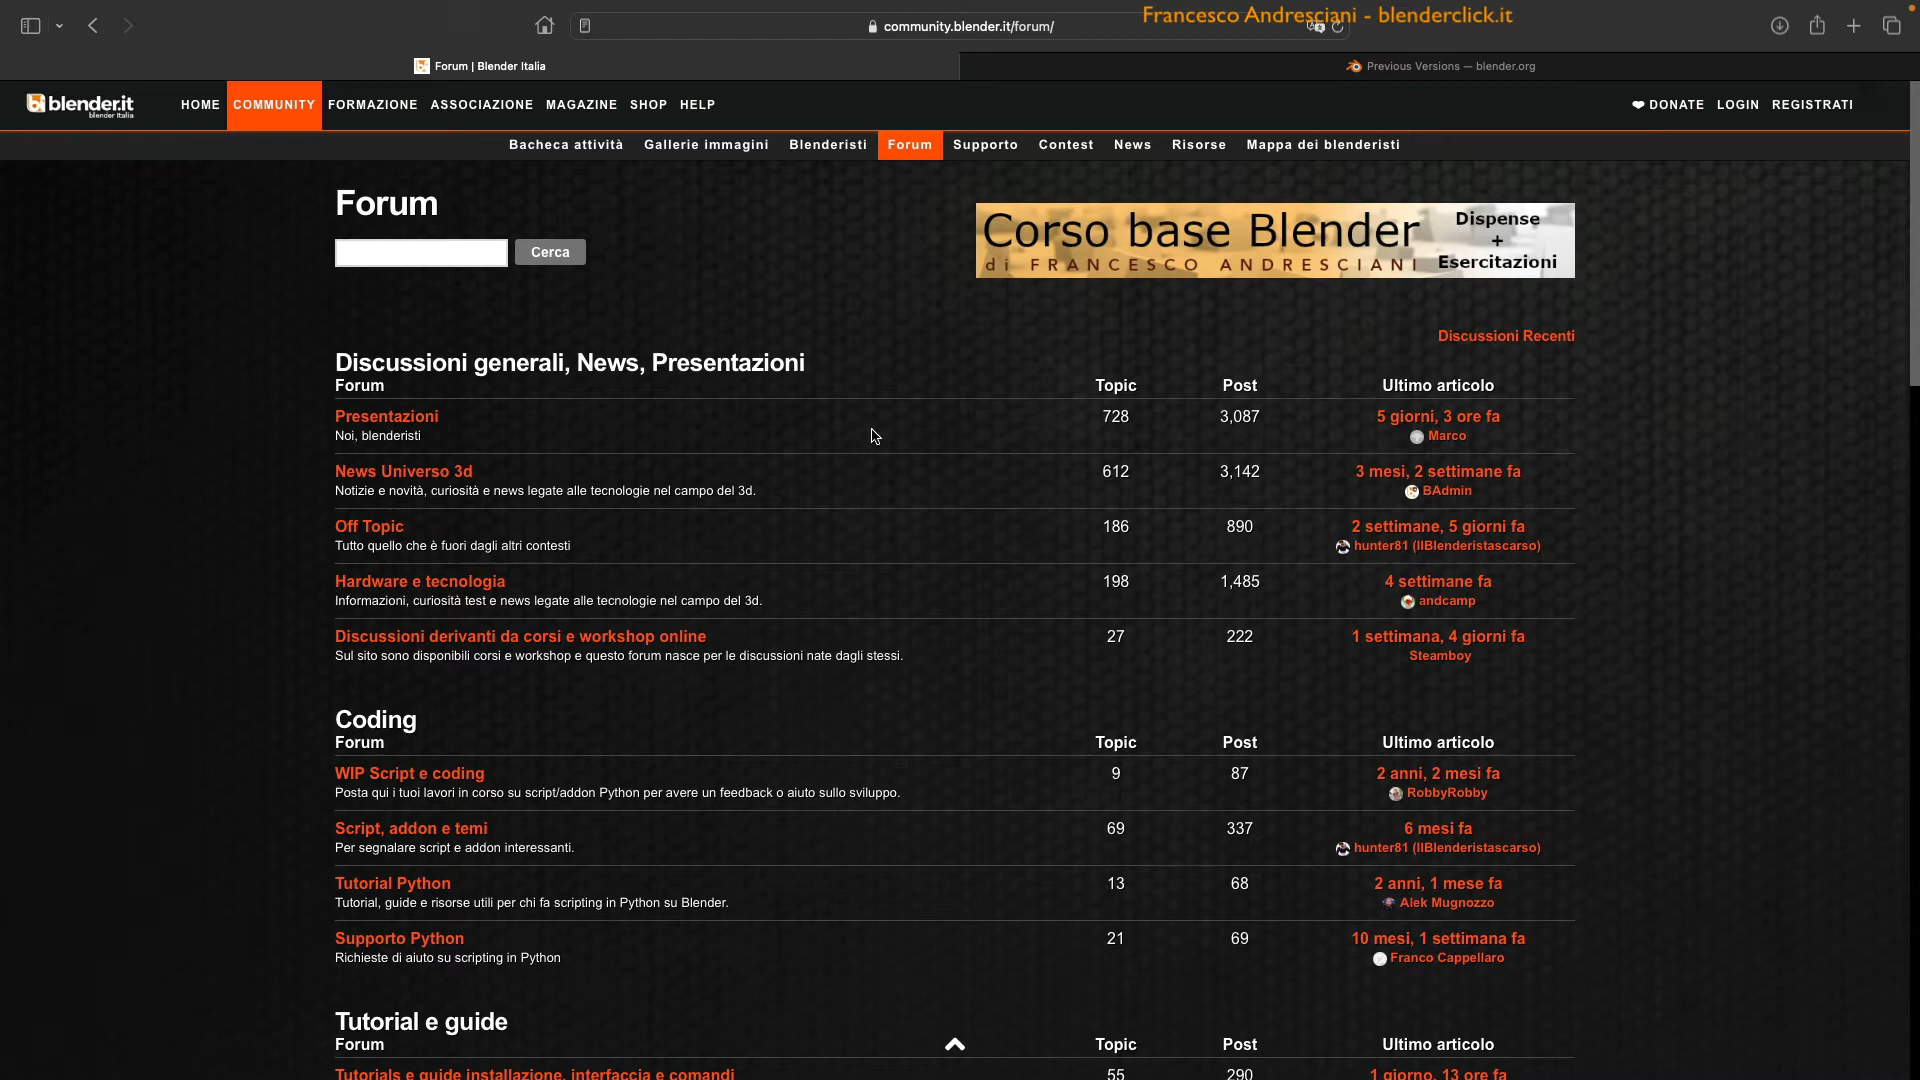 community.blender.it/forum/
Francesco Andresciani - blenderclick.it
Forum | Blender Italia
Previous Versions — blender.org
blender.it
blender Italia
HOME COMMUNITY FORMAZIONE ASSOCIAZIONE MAGAZINE SHOP HELP
DONATE LOGIN REGISTRATI
Bacheca attività Gallerie immagini Blenderisti Forum Supporto Contest News Risorse Mappa dei blenderisti
Forum
Cerca
Corso base Blender
di FRANCESCO ANDRESCIANI
Dispense
+
Esercitazioni
Discussioni Recenti
Discussioni generali, News, Presentazioni
Forum Topic Post Ultimo articolo
Presentazioni 728 3,087 5 giorni, 3 ore fa
Noi, blenderisti Marco
News Universo 3d 612 3,142 3 mesi, 2 settimane fa
Notizie e novità, curiosità e news legate alle tecnologie nel campo del 3d. BAdmin
Off Topic 186 890 2 settimane, 5 giorni fa
Tutto quello che è fuori dagli altri contesti hunter81 (IlBlenderistascarso)
Hardware e tecnologia 198 1,485 4 settimane fa
Informazioni, curiosità test e news legate alle tecnologie nel campo del 3d. andcamp
Discussioni derivanti da corsi e workshop online 27 222 1 settimana, 4 giorni fa
Sul sito sono disponibili corsi e workshop e questo forum nasce per le discussioni nate dagli stessi. Steamboy
Coding
Forum Topic Post Ultimo articolo
WIP Script e coding 9 87 2 anni, 2 mesi fa
Posta qui i tuoi lavori in corso su script/addon Python per avere un feedback o aiuto sullo sviluppo. RobbyRobby
Script, addon e temi 69 337 6 mesi fa
Per segnalare script e addon interessanti. hunter81 (IlBlenderistascarso)
Tutorial Python 13 68 2 anni, 1 mese fa
Tutorial, guide e risorse utili per chi fa scripting in Python su Blender. Alek Mugnozzo
Supporto Python 21 69 10 mesi, 1 settimana fa
Richieste di aiuto su scripting in Python Franco Cappellaro
Tutorial e guide
Forum Topic Post Ultimo articolo
Tutorials e guide installazione, interfaccia e comandi 55 290 1 giorno, 13 ore fa